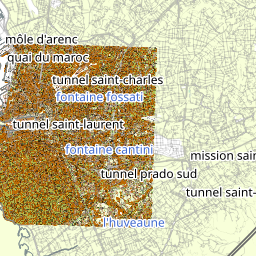 môle d'arenc
quai du maroc
tunnel saint-charles
fontaine fossati
tunnel saint-laurent
fontaine cantini
mission sain
tunnel prado sud
tunnel saint-
l'huveaune